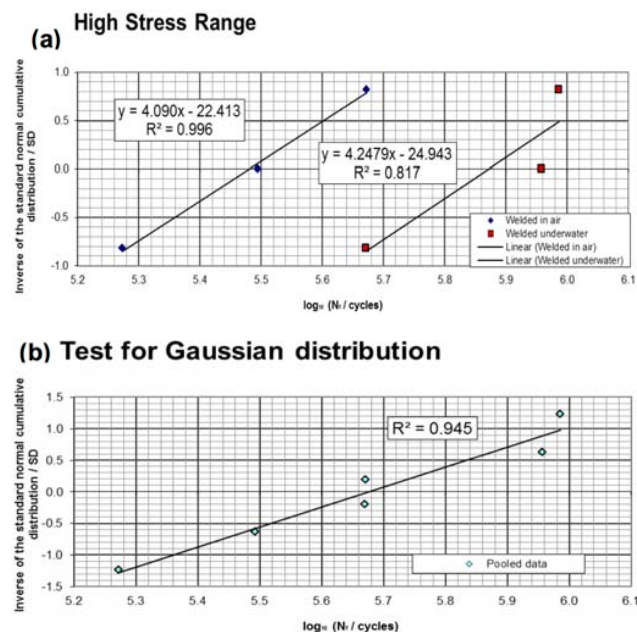 (a)
High Stress Range
Inverse of the standard normal cumulative
distribution / SD
1.0
0.5
0.0
-0.5
-1.0
y = 4.090x - 22.413
R² = 0.996
y = 4.2479x - 24.943
R² = 0.817
Welded in air
Welded underwater
Linear (Welded in air)
Linear (Welded underwater)
5.2 5.3 5.4 5.5 5.6 5.7 5.8 5.9 6.0 6.1
log₁₀ (Nf / cycles)
(b) Test for Gaussian distribution
Inverse of the standard normal cumulative
distribution / SD
1.5
1.0
0.5
0.0
-0.5
-1.0
-1.5
R² = 0.945
Pooled data
5.2 5.3 5.4 5.5 5.6 5.7 5.8 5.9 6.0 6.1
log₁₀ (Nf / cycles)